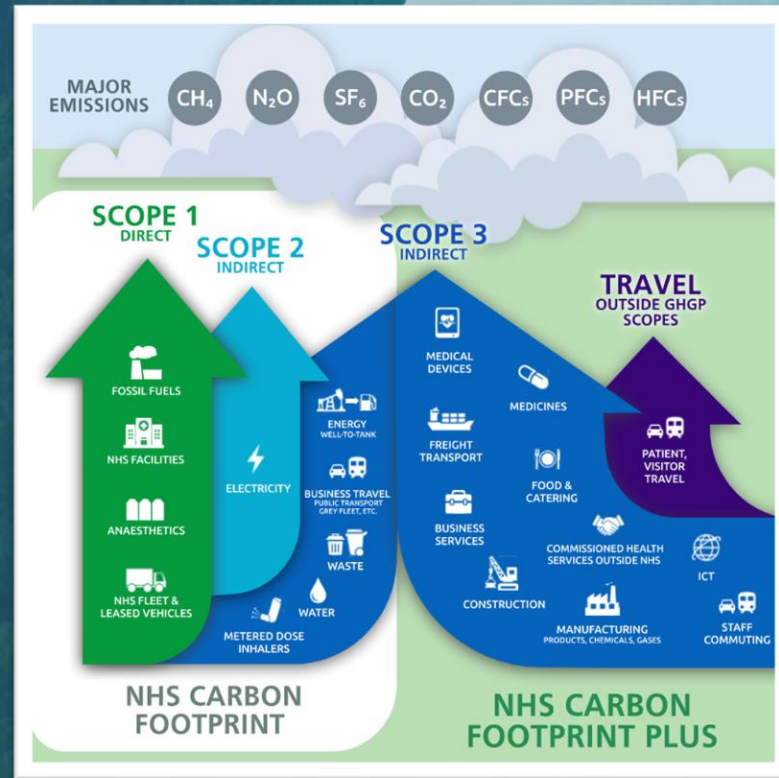 MAJOR
EMISSIONS
CH₄
N₂O
SF₆
CO₂
CFCs
PFCs
HFCs
SCOPE 1
DIRECT
FOSSIL FUELS
NHS FACILITIES
ANAESTHETICS
NHS FLEET &
LEASED VEHICLES
SCOPE 2
INDIRECT
ELECTRICITY
SCOPE 3
INDIRECT
ENERGY
WELL-TO-TANK
BUSINESS TRAVEL
PUBLIC TRANSPORT
GREY FLEET, ETC.
WASTE
WATER
METERED DOSE
INHALERS
MEDICAL
DEVICES
MEDICINES
FREIGHT
TRANSPORT
FOOD &
CATERING
BUSINESS
SERVICES
COMMISSIONED HEALTH
SERVICES OUTSIDE NHS
ICT
CONSTRUCTION
MANUFACTURING
PRODUCTS, CHEMICALS, GASES
STAFF
COMMUTING
TRAVEL
OUTSIDE GHGP
SCOPES
PATIENT,
VISITOR
TRAVEL
NHS CARBON
FOOTPRINT
NHS CARBON
FOOTPRINT PLUS